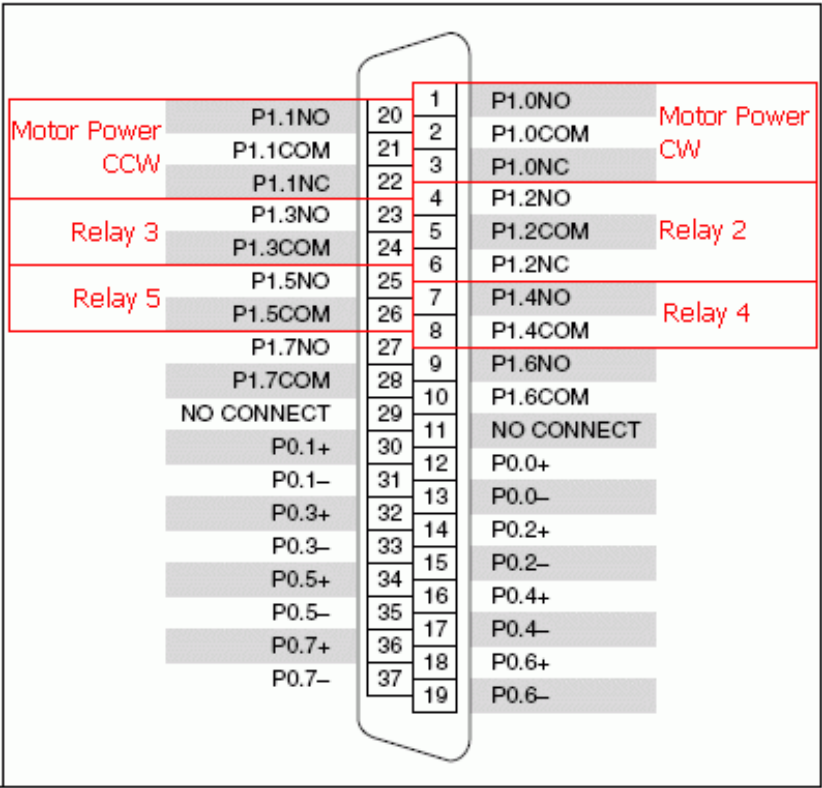 1 P1.0NO
20 P1.1NO
Motor Power
CW
2 P1.0COM
Motor Power
CCW
21 P1.1COM
3 P1.0NC
22 P1.1NC
4 P1.2NO
23 P1.3NO
Relay 3
5 P1.2COM
Relay 2
24 P1.3COM
6 P1.2NC
25 P1.5NO
Relay 5
7 P1.4NO
Relay 4
26 P1.5COM
8 P1.4COM
27 P1.7NO
9 P1.6NO
28 P1.7COM
10 P1.6COM
29 NO CONNECT
11 NO CONNECT
30 P0.1+
12 P0.0+
31 P0.1–
13 P0.0–
32 P0.3+
14 P0.2+
33 P0.3–
15 P0.2–
34 P0.5+
16 P0.4+
35 P0.5–
17 P0.4–
36 P0.7+
18 P0.6+
37 P0.7–
19 P0.6–